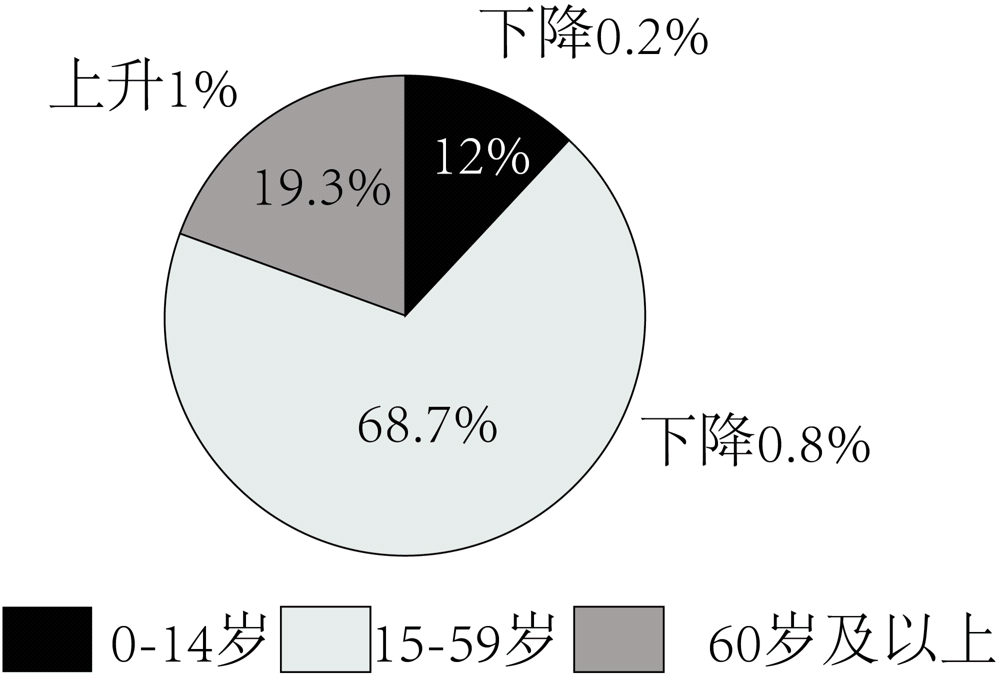 下降0.2%
上升1%
12%
19.3%
68.7%
下降0.8%
0-14岁 15-59岁 60岁及以上